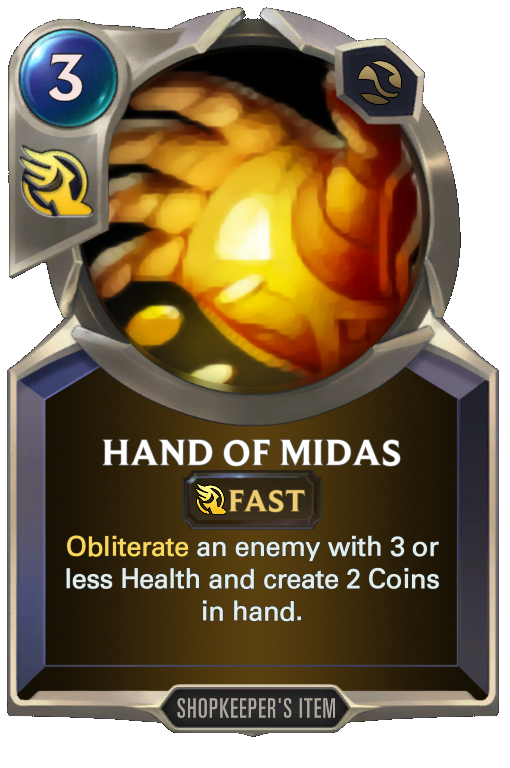 3
HAND OF MIDAS
FAST
Obliterate an enemy with 3 or
less Health and create 2 Coins
in hand.
SHOPKEEPER'S ITEM